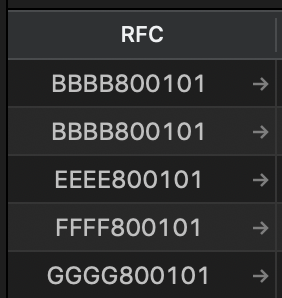 RFC
BBBB800101 →
BBBB800101 →
EEEE800101 →
FFFF800101 →
GGGG800101 →